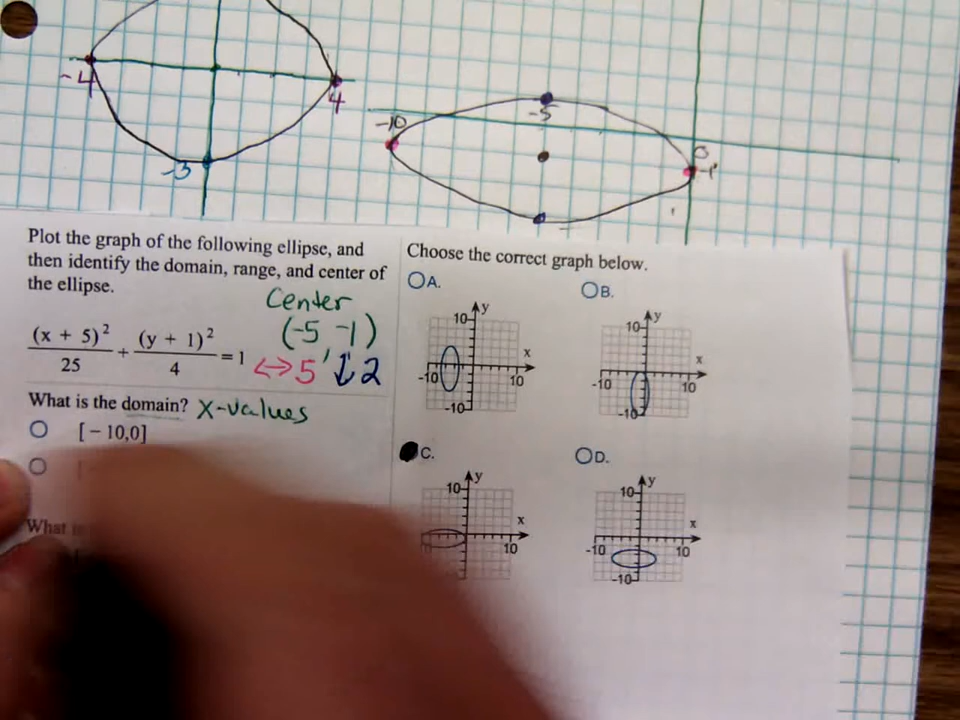 -4
4
-3
-10
-5
0
-1
Plot the graph of the following ellipse, and
then identify the domain, range, and center of
the ellipse.
Center
(-5, -1)
(x + 5)² / 25 + (y + 1)² / 4 = 1
↔ 5 ↕ 2
What is the domain? X-values
[ - 10,0]
[
What is
Choose the correct graph below.
A.
10 y
x
-10 10
-10
B.
10 y
x
-10 10
-10
C.
10 y
x
10
D.
10 y
x
-10 10
-10